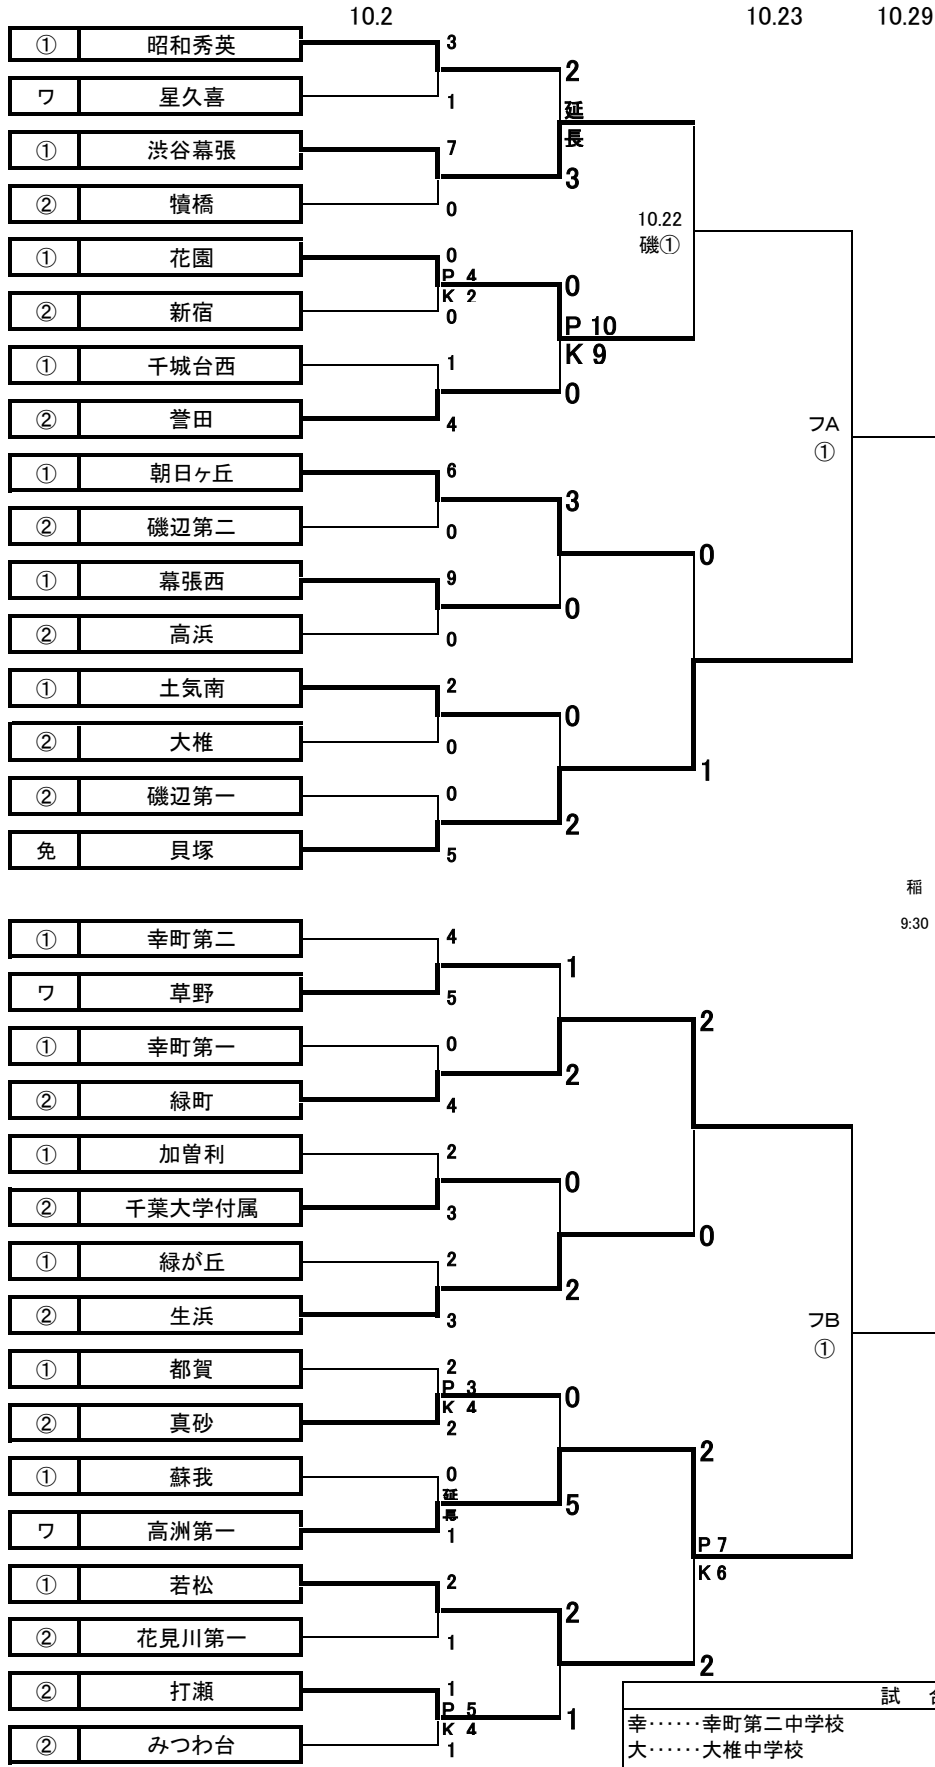 10.2 10.23 10.29
① 昭和秀英 3
2
ワ 星久喜 1
延
長
① 渋谷幕張 7
3
② 犢橋 0
10.22
磯①
① 花園 0
P 4
K 2
0
② 新宿 0
P 10
K 9
① 千城台西 1
0
② 誉田 4
フA
①
① 朝日ヶ丘 6
3
② 磯辺第二 0
0
① 幕張西 9
0
② 高浜 0
① 土気南 2
0
② 大椎 0
1
② 磯辺第一 0
2
免 貝塚 5
稲
9:30
① 幸町第二 4
1
ワ 草野 5
2
① 幸町第一 0
2
② 緑町 4
① 加曽利 2
0
② 千葉大学付属 3
0
① 緑が丘 2
2
② 生浜 3
フB
①
① 都賀 2
P 3
K 4
0
② 真砂 2
2
① 蘇我 0
延
長
5
ワ 高洲第一 1
P 7
K 6
① 若松 2
2
② 花見川第一 1
2
② 打瀬 1
P 5
K 4
1
② みつわ台 1
試
幸……幸町第二中学校
大……大椎中学校